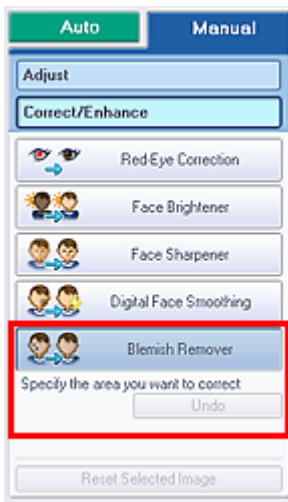 Auto Manual
Adjust
Correct/Enhance
Red-Eye Correction
Face Brightener
Face Sharpener
Digital Face Smoothing
Blemish Remover
Specify the area you want to correct
Undo
Reset Selected Image